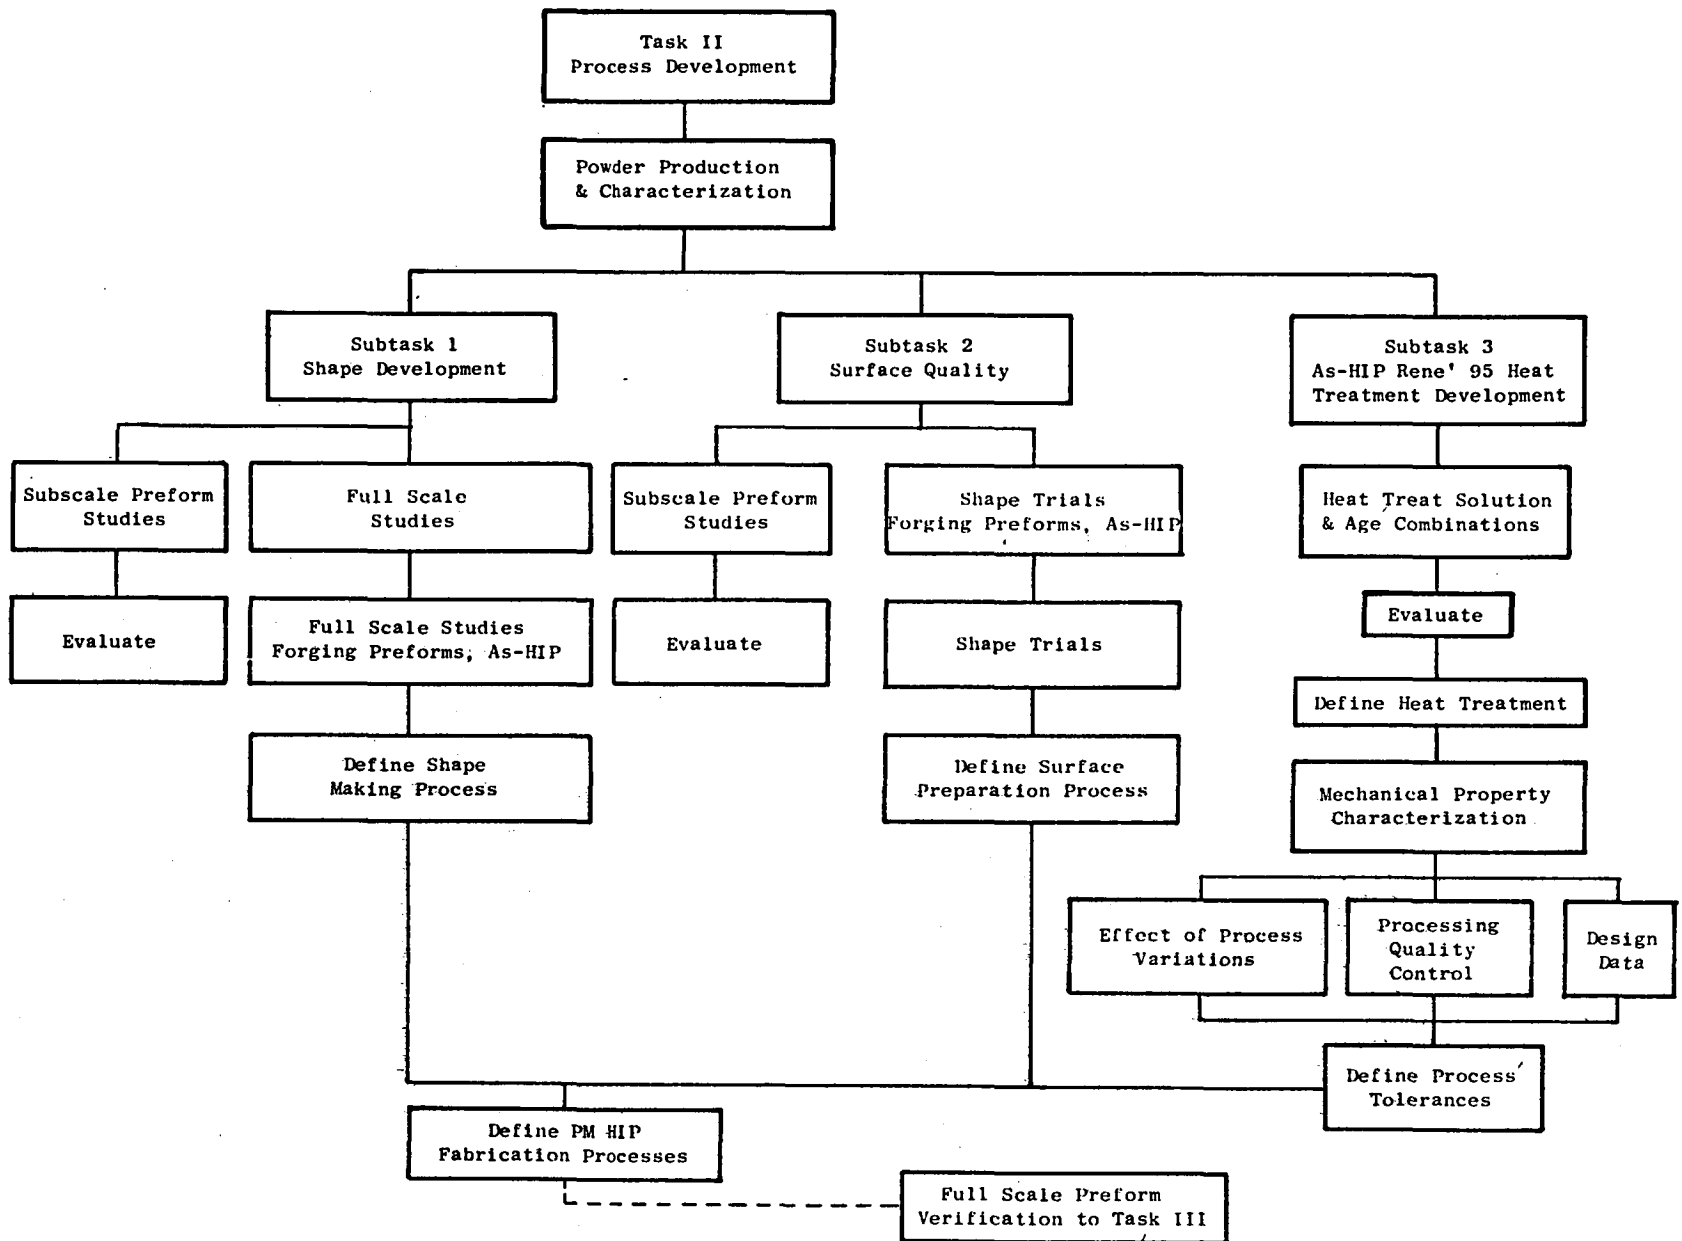 Task II
Process Development
Powder Production
& Characterization
Subtask 1
Shape Development
Subtask 2
Surface Quality
Subtask 3
As-HIP Rene' 95 Heat
Treatment Development
Subscale Preform
Studies
Full Scale
Studies
Subscale Preform
Studies
Shape Trials
Forging Preforms, As-HIP
Heat Treat Solution
& Age Combinations
Evaluate
Full Scale Studies
Forging Preforms, As-HIP
Evaluate
Shape Trials
Evaluate
Define Heat Treatment
Define Shape
Making Process
Define Surface
Preparation Process
Mechanical Property
Characterization
Effect of Process
Variations
Processing
Quality
Control
Design
Data
Define Process
Tolerances
Define PM HIP
Fabrication Processes
Full Scale Preform
Verification to Task III